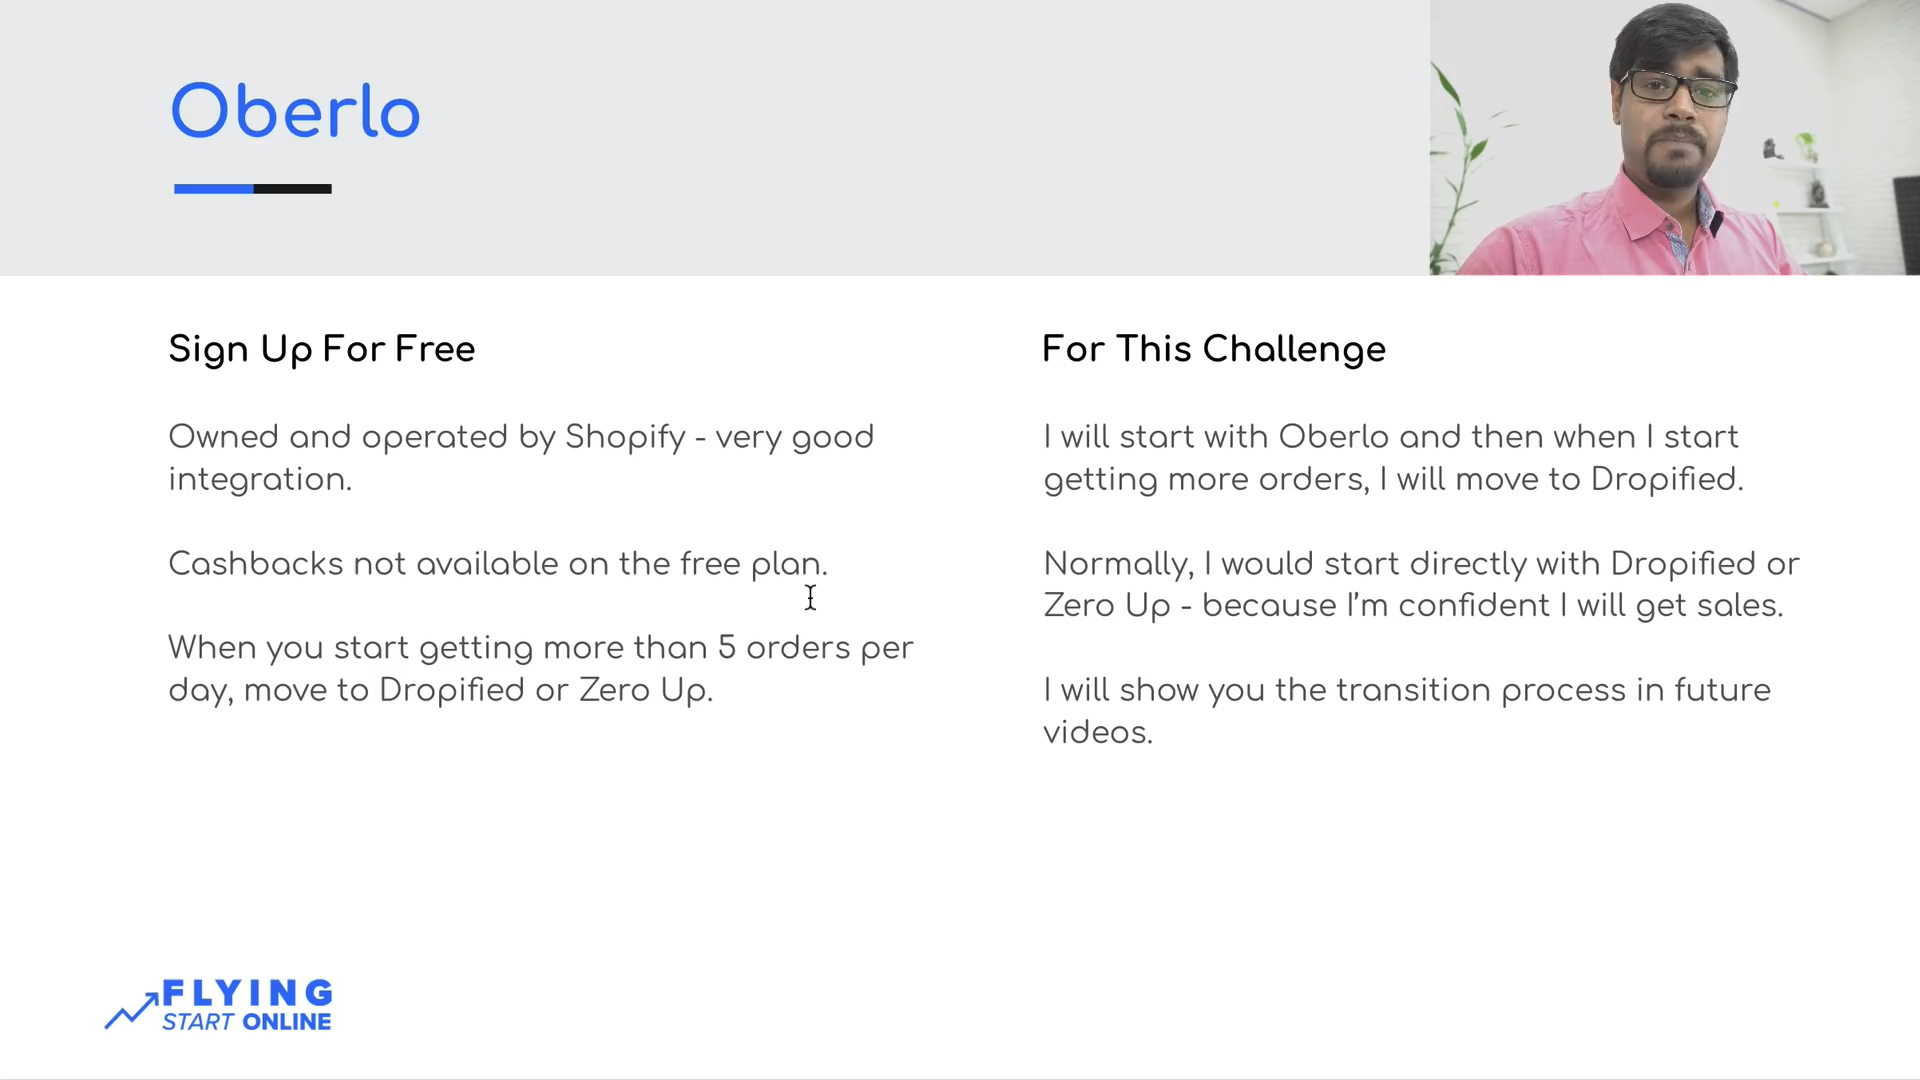 Oberlo
Sign Up For Free
Owned and operated by Shopify - very good
integration.
Cashbacks not available on the free plan.
When you start getting more than 5 orders per
day, move to Dropified or Zero Up.
For This Challenge
I will start with Oberlo and then when I start
getting more orders, I will move to Dropified.
Normally, I would start directly with Dropified or
Zero Up - because I’m confident I will get sales.
I will show you the transition process in future
videos.
FLYING
START ONLINE